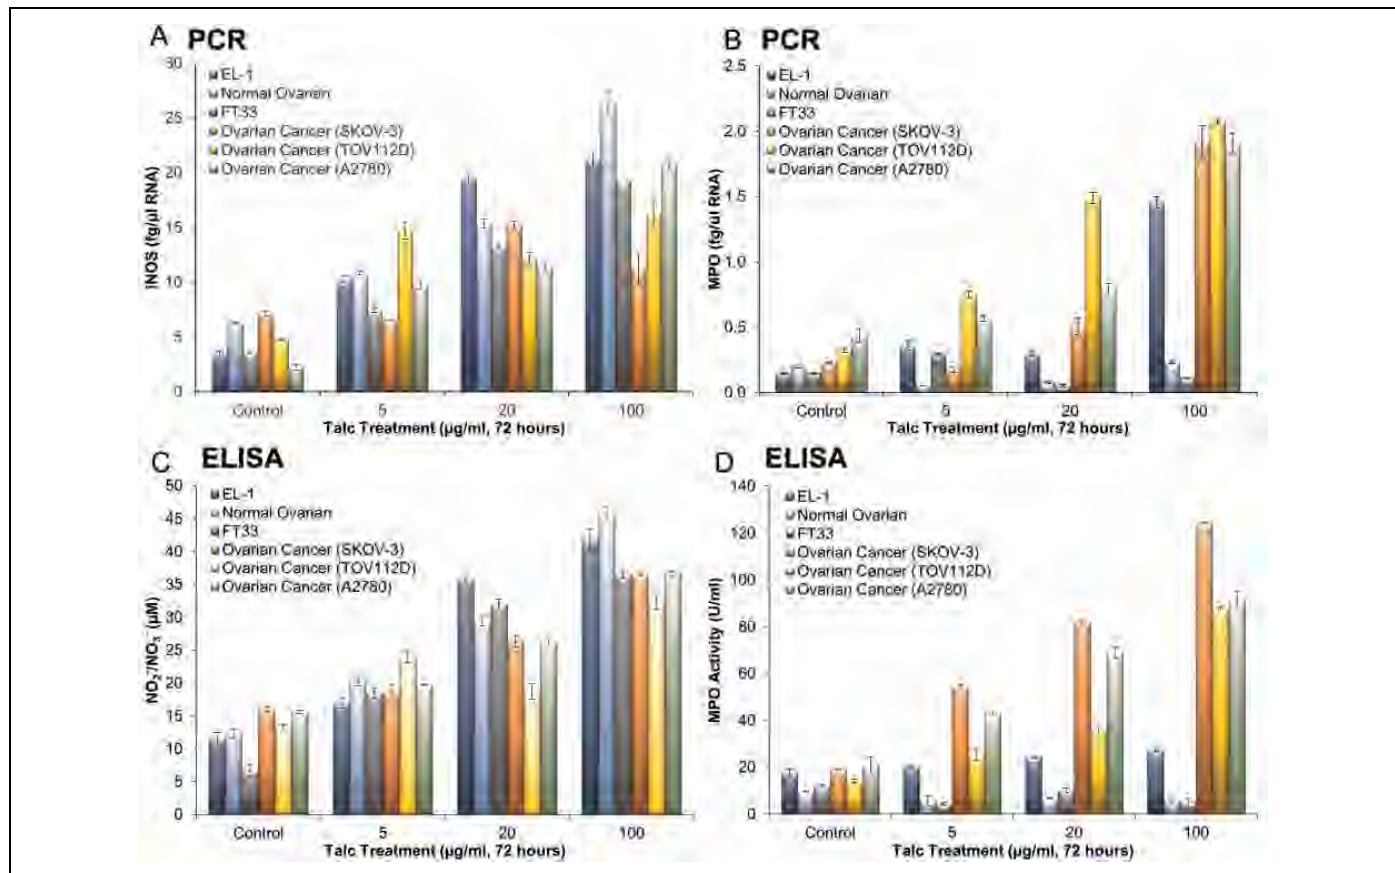 A PCR
30
25
20
15
10
5
0
iNOS (fg/µl RNA)
EL-1
Normal Ovarian
FT33
Ovarian Cancer (SKOV-3)
Ovarian Cancer (TOV112D)
Ovarian Cancer (A2780)
Control 5 20 100
Talc Treatment (µg/ml, 72 hours)
B PCR
2.5
2.0
1.5
1.0
0.5
0.0
MPO (fg/ul RNA)
EL-1
Normal Ovarian
FT33
Ovarian Cancer (SKOV-3)
Ovarian Cancer (TOV112D)
Ovarian Cancer (A2780)
Control 5 20 100
Talc Treatment (µg/ml, 72 hours)
C ELISA
50
45
40
35
30
25
20
15
10
5
0
NO₂⁻/NO₃⁻ (µM)
EL-1
Normal Ovarian
FT33
Ovarian Cancer (SKOV-3)
Ovarian Cancer (TOV112D)
Ovarian Cancer (A2780)
Control 5 20 100
Talc Treatment (µg/ml, 72 hours)
D ELISA
140
120
100
80
60
40
20
0
MPO Activity (U/ml)
EL-1
Normal Ovarian
FT33
Ovarian Cancer (SKOV-3)
Ovarian Cancer (TOV112D)
Ovarian Cancer (A2780)
Control 5 20 100
Talc Treatment (µg/ml, 72 hours)